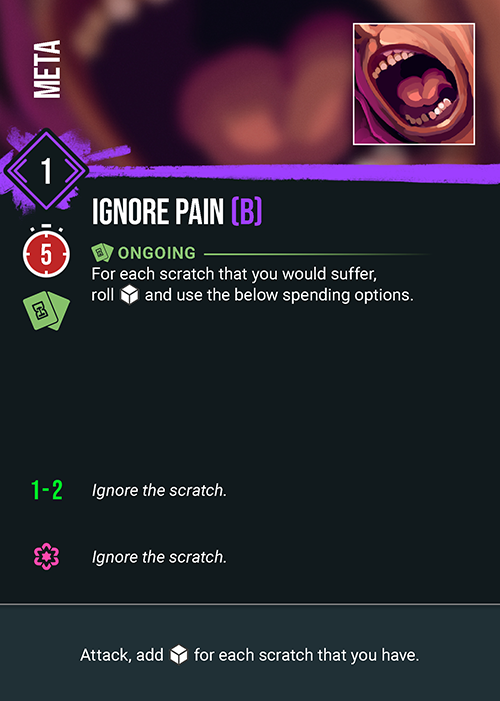 META
1
IGNORE PAIN (B)
5
ONGOING
For each scratch that you would suffer,
roll and use the below spending options.
1-2 Ignore the scratch.
Ignore the scratch.
Attack, add for each scratch that you have.